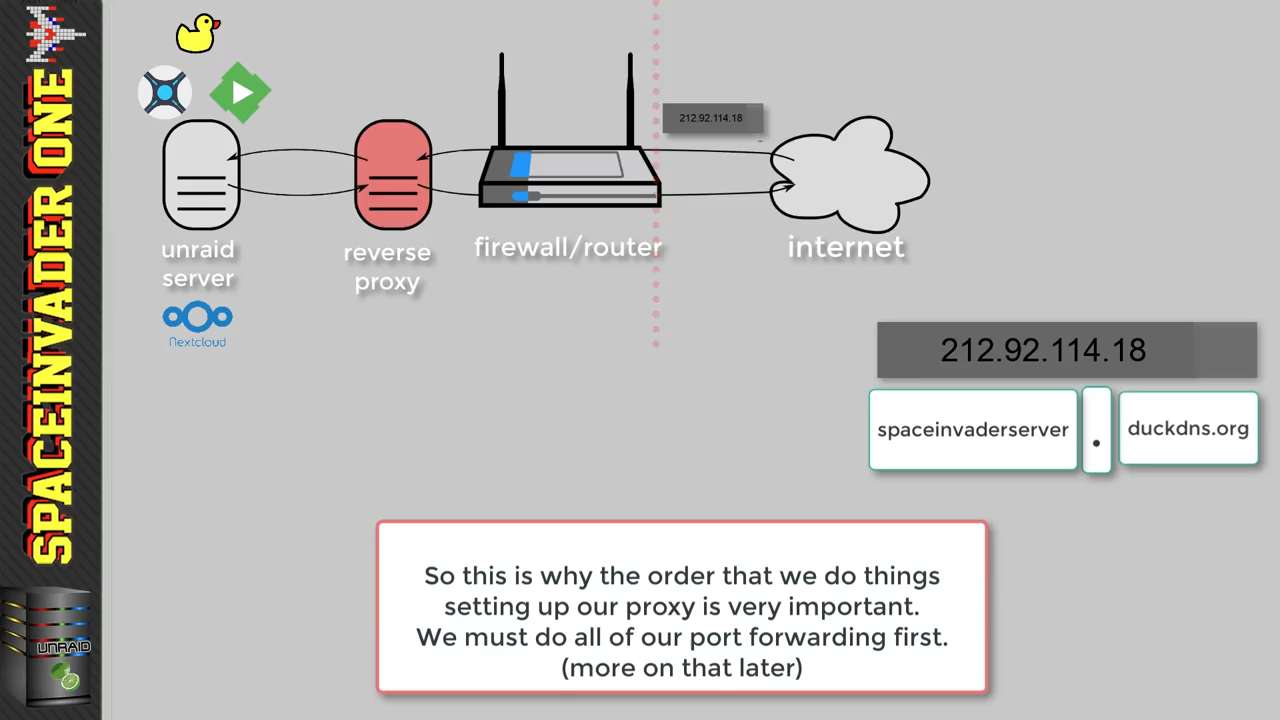 SPACEINVADER ONE
UNRAID
212.92.114.18
unraid
server
reverse
proxy
firewall/router
internet
Nextcloud
212.92.114.18
spaceinvaderserver . duckdns.org
So this is why the order that we do things
setting up our proxy is very important.
We must do all of our port forwarding first.
(more on that later)